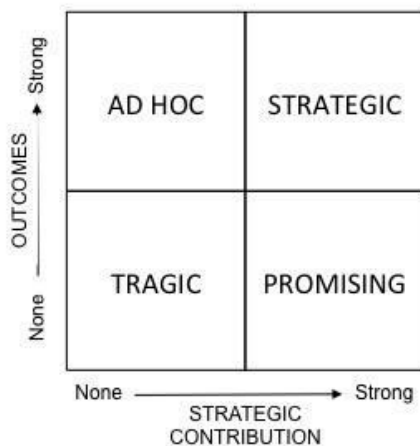 Strong
AD HOC
STRATEGIC
OUTCOMES
None
TRAGIC
PROMISING
None
Strong
STRATEGIC
CONTRIBUTION